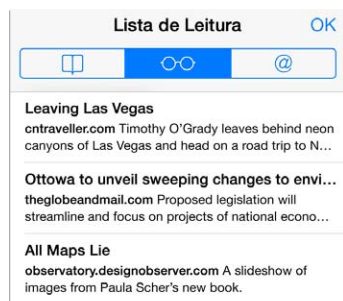 Lista de Leitura OK
@
Leaving Las Vegas
cntraveller.com Timothy O'Grady leaves behind neon
canyons of Las Vegas and head on a road trip to N…
Ottowa to unveil sweeping changes to envi…
theglobeandmail.com Proposed legislation will
streamline and focus on projects of national econo…
All Maps Lie
observatory.designobserver.com A slideshow of
images from Paula Scher's new book.